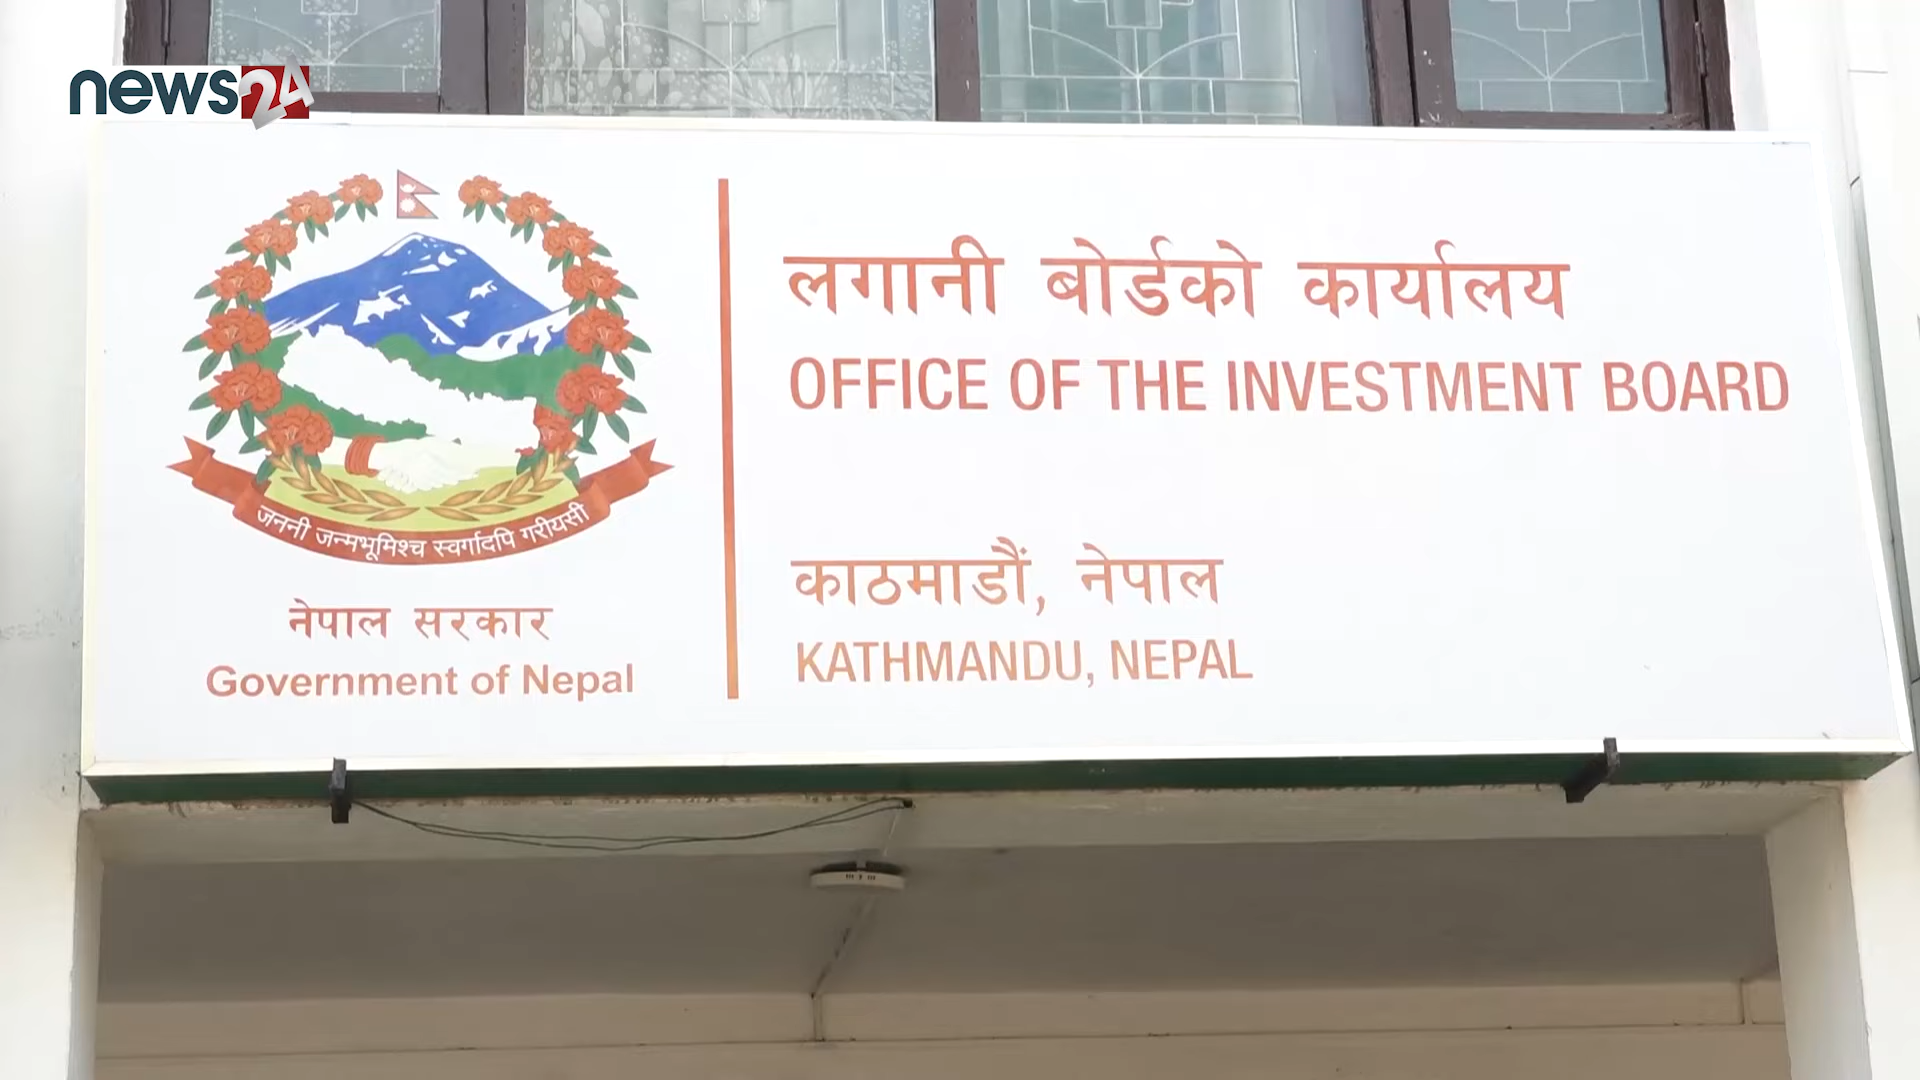 news24
लगानी बोर्डको कार्यालय
OFFICE OF THE INVESTMENT BOARD
जननी जन्मभूमिश्च स्वर्गादपि गरीयसी
नेपाल सरकार
Government of Nepal
काठमाडौं, नेपाल
KATHMANDU, NEPAL